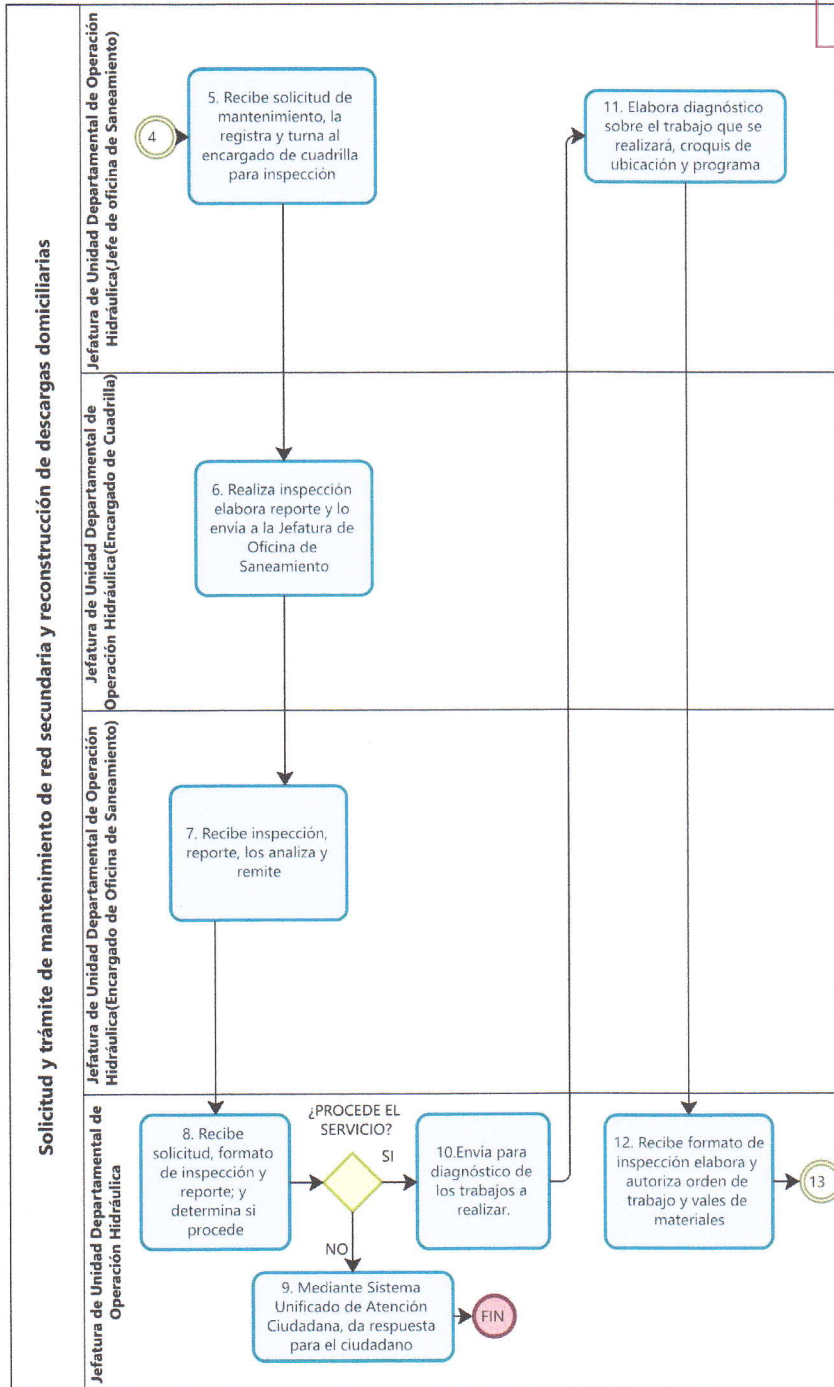 Solicitud y trámite de mantenimiento de red secundaria y reconstrucción de descargas domiciliarias
Jefatura de Unidad Departamental de Operación
Hidráulica(Jefe de oficina de Saneamiento)
4
5. Recibe solicitud de
mantenimiento, la
registra y turna al
encargado de cuadrilla
para inspección
11. Elabora diagnóstico
sobre el trabajo que se
realizará, croquis de
ubicación y programa
Jefatura de Unidad Departamental de
Operación Hidráulica(Encargado de Cuadrilla)
6. Realiza inspección
elabora reporte y lo
envía a la Jefatura de
Oficina de
Saneamiento
Jefatura de Unidad Departamental de Operación
Hidráulica(Encargado de Oficina de Saneamiento)
7. Recibe inspección,
reporte, los analiza y
remite
Jefatura de Unidad Departamental de
Operación Hidráulica
8. Recibe
solicitud, formato
de inspección y
reporte; y
determina si
procede
¿PROCEDE EL
SERVICIO?
SI
NO
10.Envía para
diagnóstico de
los trabajos a
realizar.
9. Mediante Sistema
Unificado de Atención
Ciudadana, da respuesta
para el ciudadano
FIN
12. Recibe formato de
inspección elabora y
autoriza orden de
trabajo y vales de
materiales
13